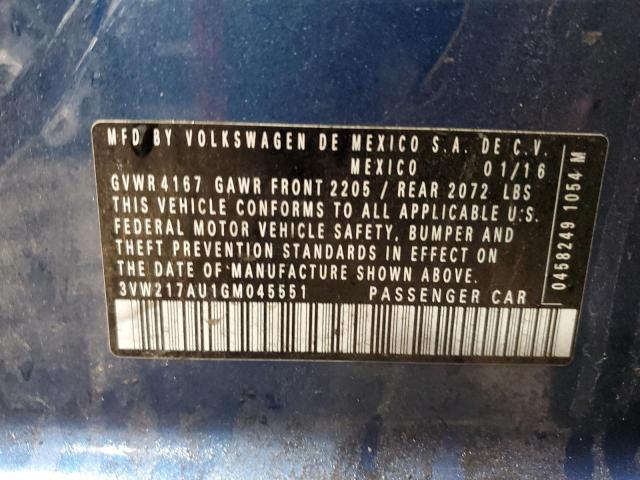 MFD BY VOLKSWAGEN DE MEXICO S.A. DE C.V.
MEXICO 01/16
GVWR 4167 GAWR FRONT 2205 / REAR 2072 LBS
THIS VEHICLE CONFORMS TO ALL APPLICABLE U.S.
FEDERAL MOTOR VEHICLE SAFETY, BUMPER AND
THEFT PREVENTION STANDARDS IN EFFECT ON
THE DATE OF MANUFACTURE SHOWN ABOVE.
3VW217AU1GM045551 PASSENGER CAR
0458249 1054 M